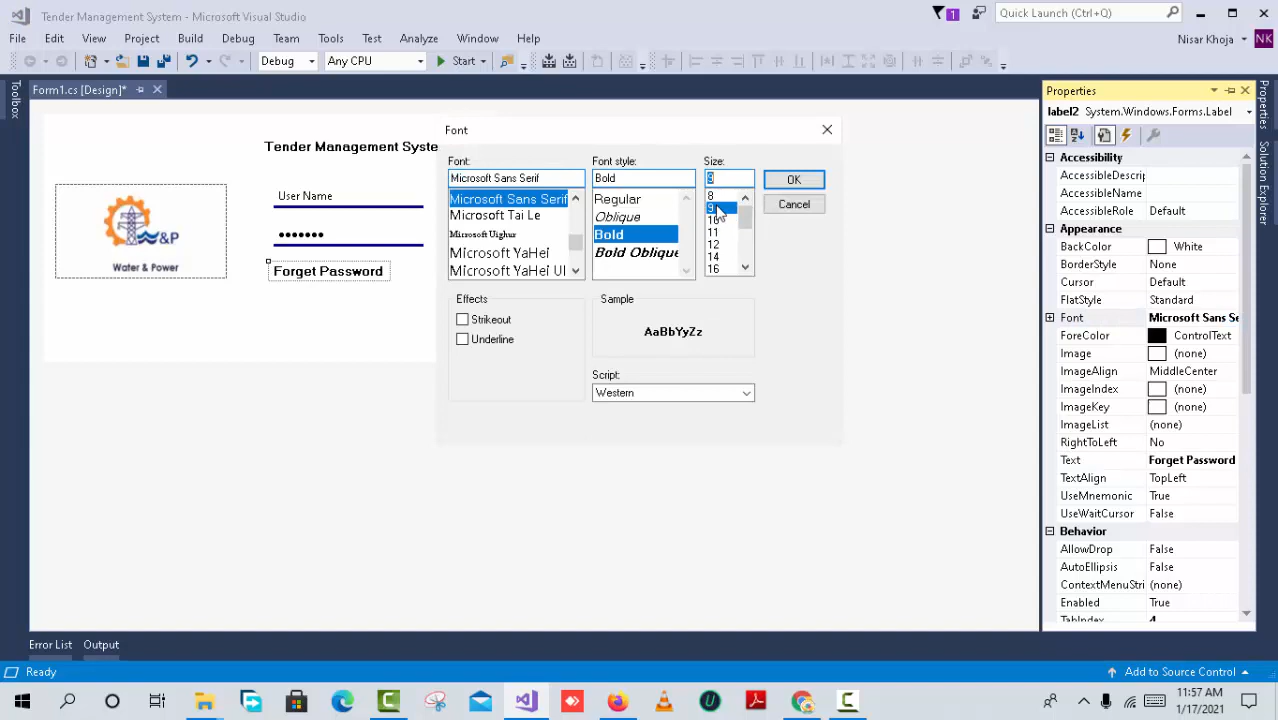 Tender Management System - Microsoft Visual Studio
1
Quick Launch (Ctrl+Q)
File Edit View Project Build Debug Team Tools Test Analyze Window Help
Nisar Khoja NK
Debug Any CPU Start
Form1.cs [Design]*
Toolbox
Tender Management Syste
User Name
●●●●●●●
Forget Password
&P
Water & Power
Font
Font: Font style: Size:
Microsoft Sans Serif Bold 9 OK
Microsoft Sans Serif Regular 8
Microsoft Tai Le Oblique 9 Cancel
Microsoft Uighur Bold 10
Microsoft YaHei Bold Oblique 11
Microsoft YaHei UI 12
14
16
Effects Sample
Strikeout
Underline
AaBbYyZz
Script:
Western
Properties
label2 System.Windows.Forms.Label
Accessibility
AccessibleDescrip
AccessibleName
AccessibleRole Default
Appearance
BackColor White
BorderStyle None
Cursor Default
FlatStyle Standard
Font Microsoft Sans Se
ForeColor ControlText
Image (none)
ImageAlign MiddleCenter
ImageIndex (none)
ImageKey (none)
ImageList (none)
RightToLeft No
Text Forget Password
TextAlign TopLeft
UseMnemonic True
UseWaitCursor False
Behavior
AllowDrop False
AutoEllipsis False
ContextMenuStri (none)
Enabled True
TabIndex 4
Properties
Solution Explorer
Error List Output
Ready
Add to Source Control
11:57 AM
1/17/2021